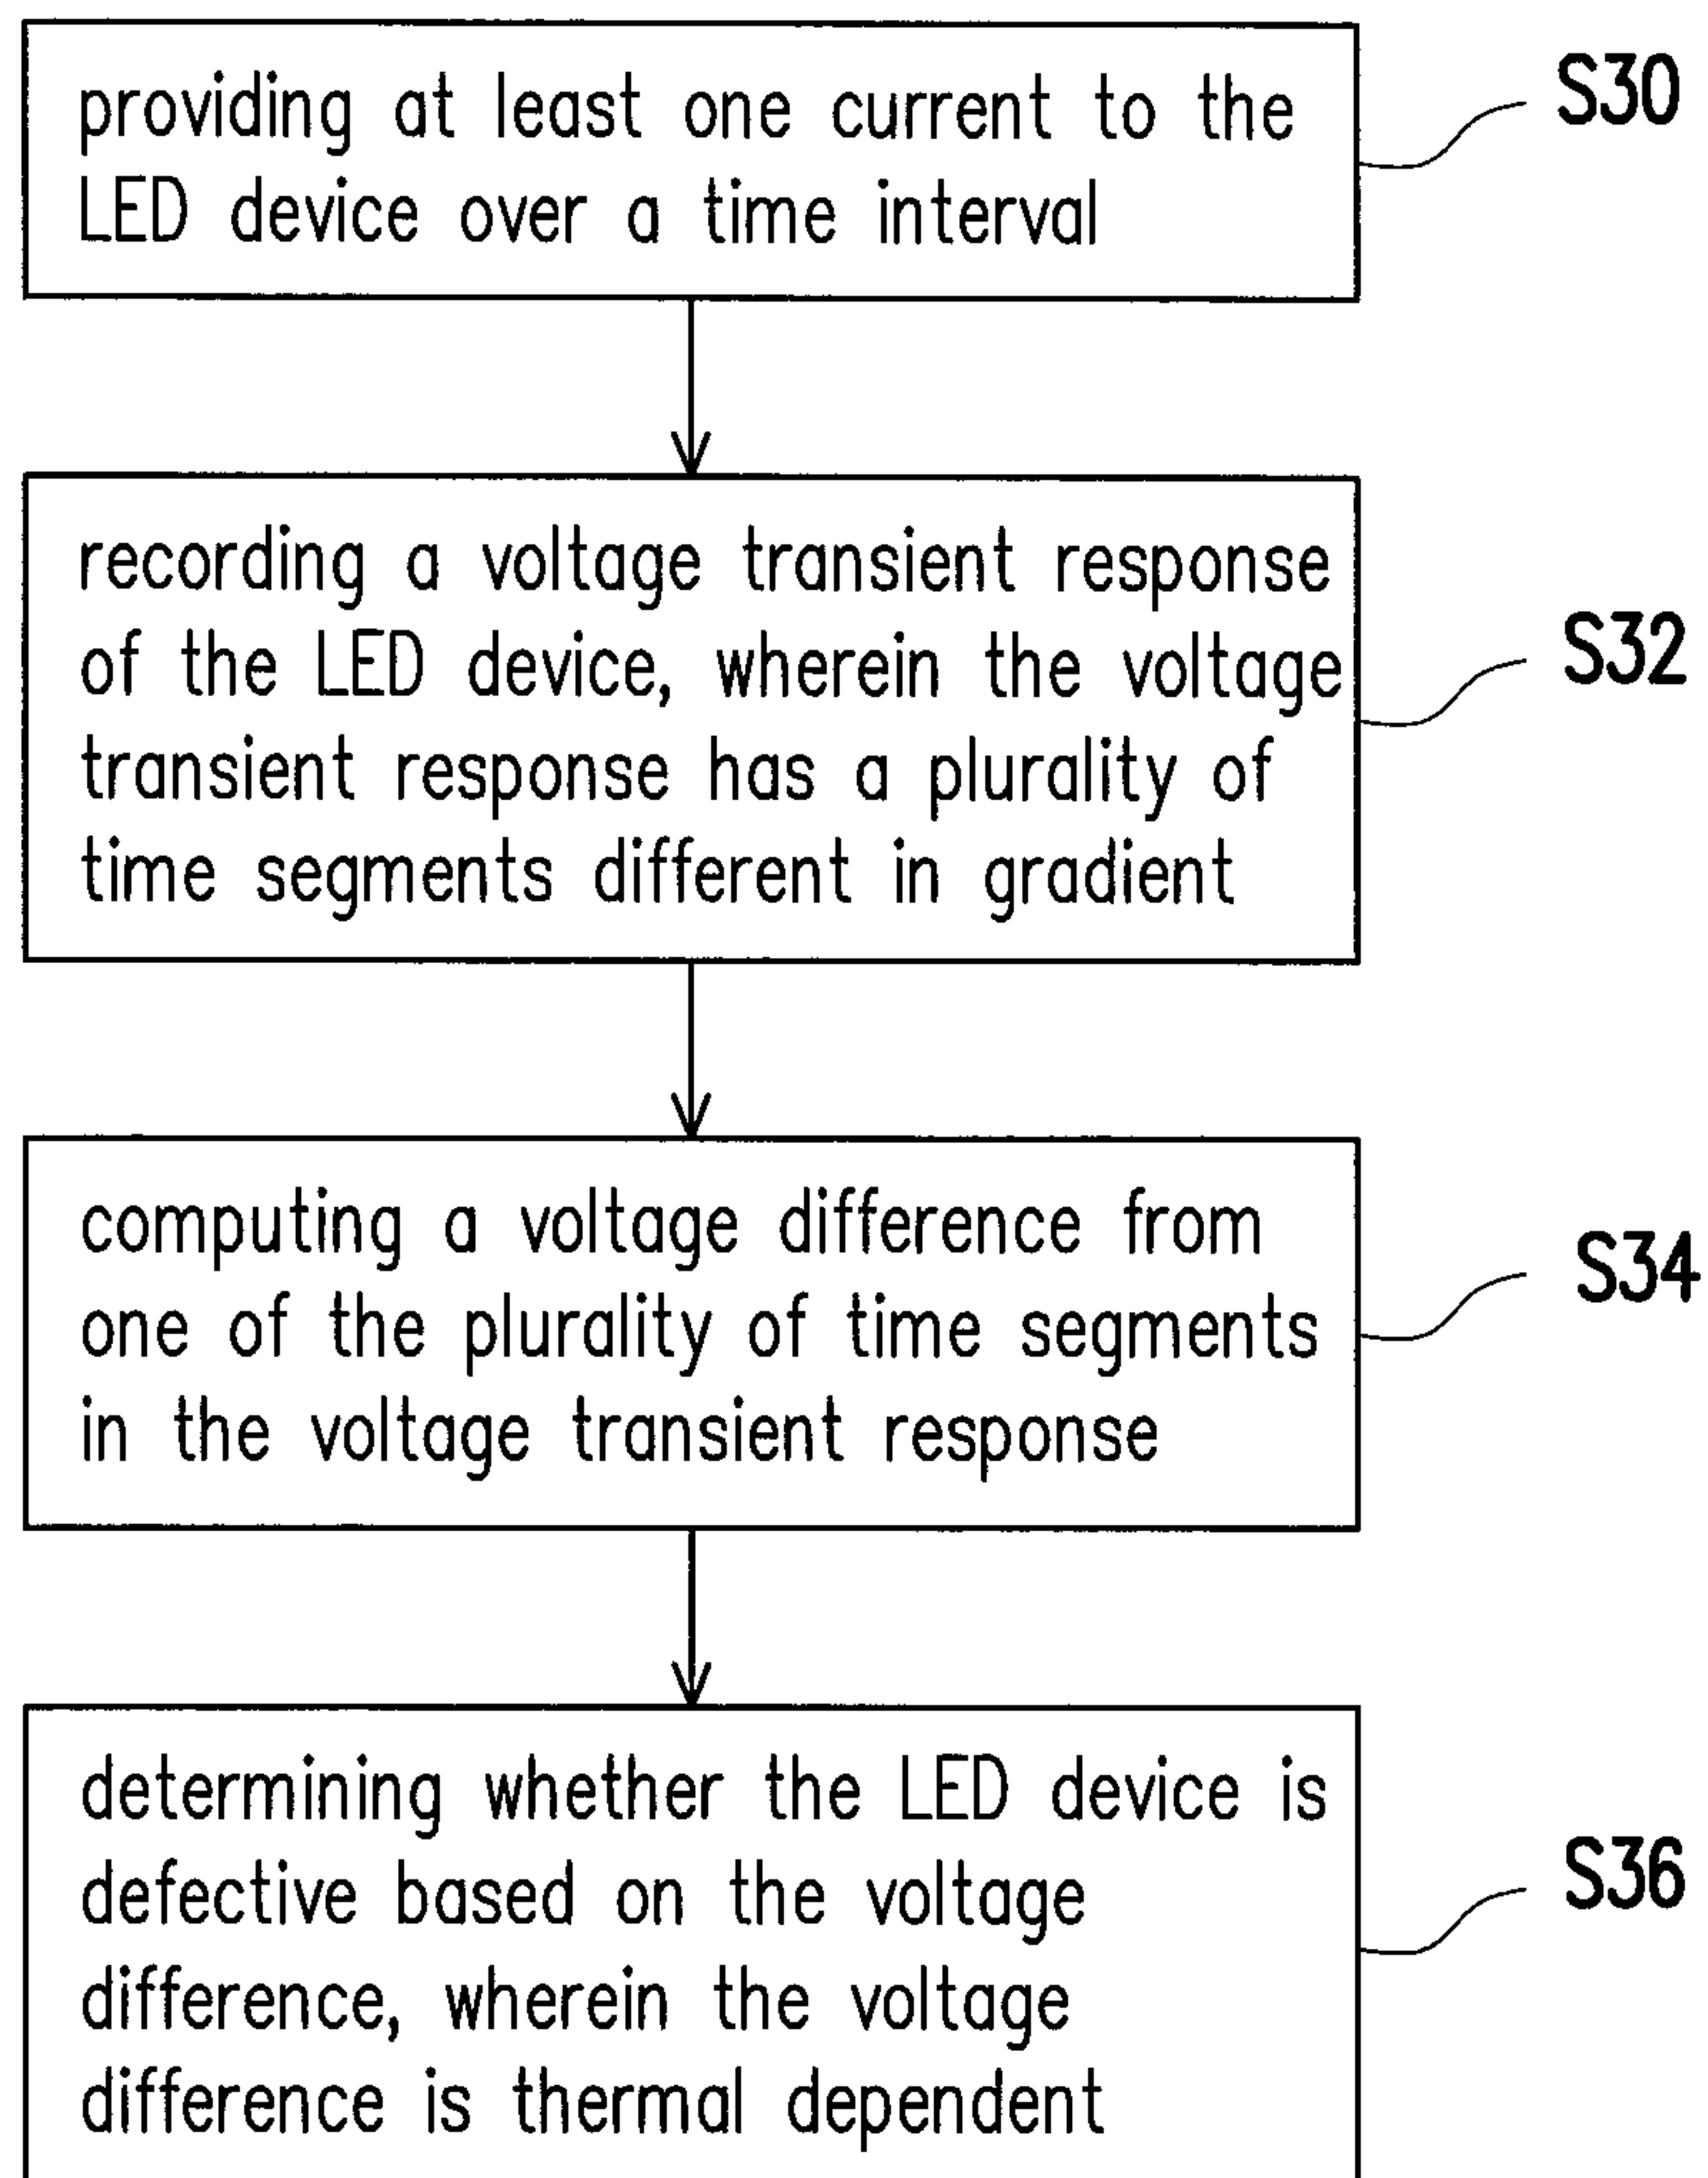 providing at least one current to the
LED device over a time interval
S30
recording a voltage transient response
of the LED device, wherein the voltage
transient response has a plurality of
time segments different in gradient
S32
computing a voltage difference from
one of the plurality of time segments
in the voltage transient response
S34
determining whether the LED device is
defective based on the voltage
difference, wherein the voltage
difference is thermal dependent
S36